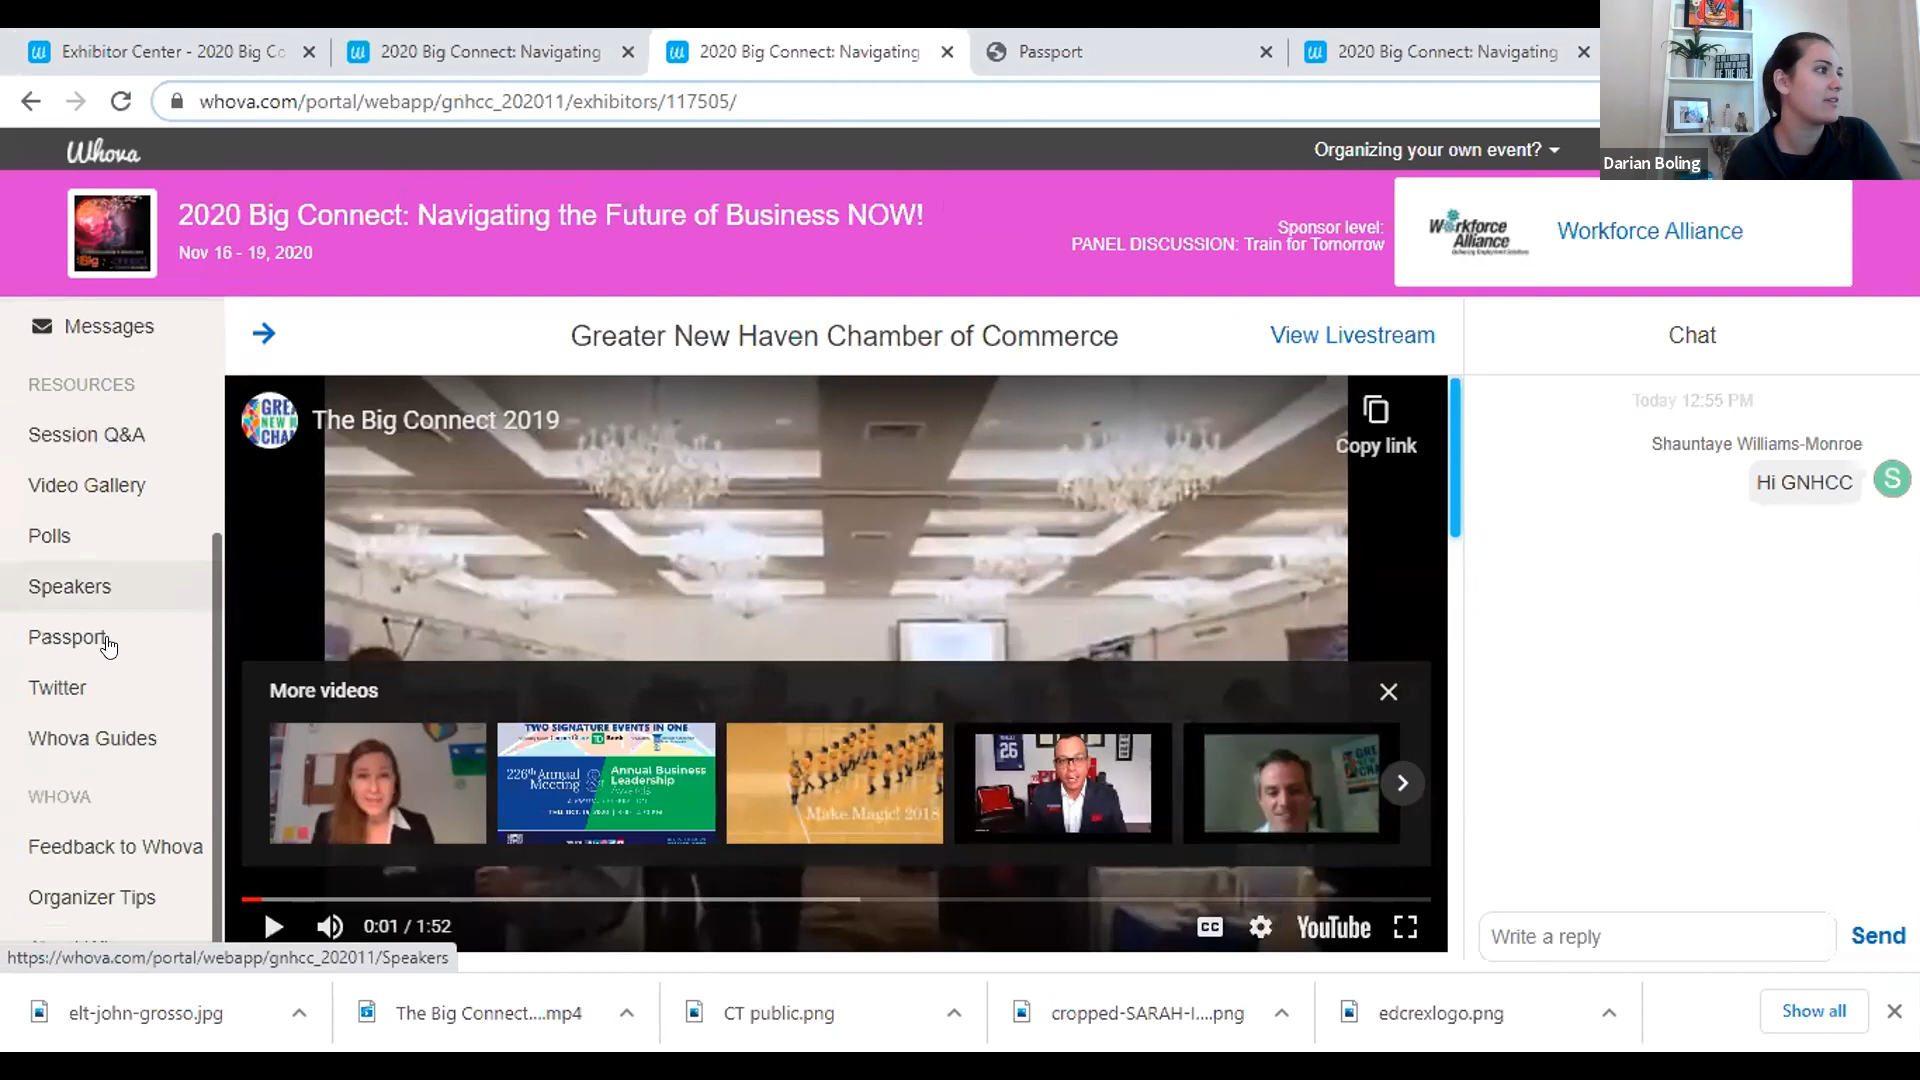 Exhibitor Center - 2020 Big Co
2020 Big Connect: Navigating
2020 Big Connect: Navigating
Passport
2020 Big Connect: Navigating
whova.com/portal/webapp/gnhcc_202011/exhibitors/117505/
Darian Boling
Whova
Organizing your own event?
2020 Big Connect: Navigating the Future of Business NOW!
Nov 16 - 19, 2020
Sponsor level:
PANEL DISCUSSION: Train for Tomorrow
Workforce
Alliance
Workforce Alliance
Messages
RESOURCES
Session Q&A
Video Gallery
Polls
Speakers
Passport
Twitter
Whova Guides
WHOVA
Feedback to Whova
Organizer Tips
Greater New Haven Chamber of Commerce
View Livestream
The Big Connect 2019
Copy link
More videos
TWO SIGNATURE EVENTS IN ONE
226th Annual
Meeting
&
Annual Business
Leadership
Awards
Make Magic! 2018
26
0:01 / 1:52
CC
YouTube
Chat
Today 12:55 PM
Shauntaye Williams-Monroe
Hi GNHCC
S
Write a reply
Send
https://whova.com/portal/webapp/gnhcc_202011/Speakers
elt-john-grosso.jpg
The Big Connect....mp4
CT public.png
cropped-SARAH-I....png
edcrexlogo.png
Show all